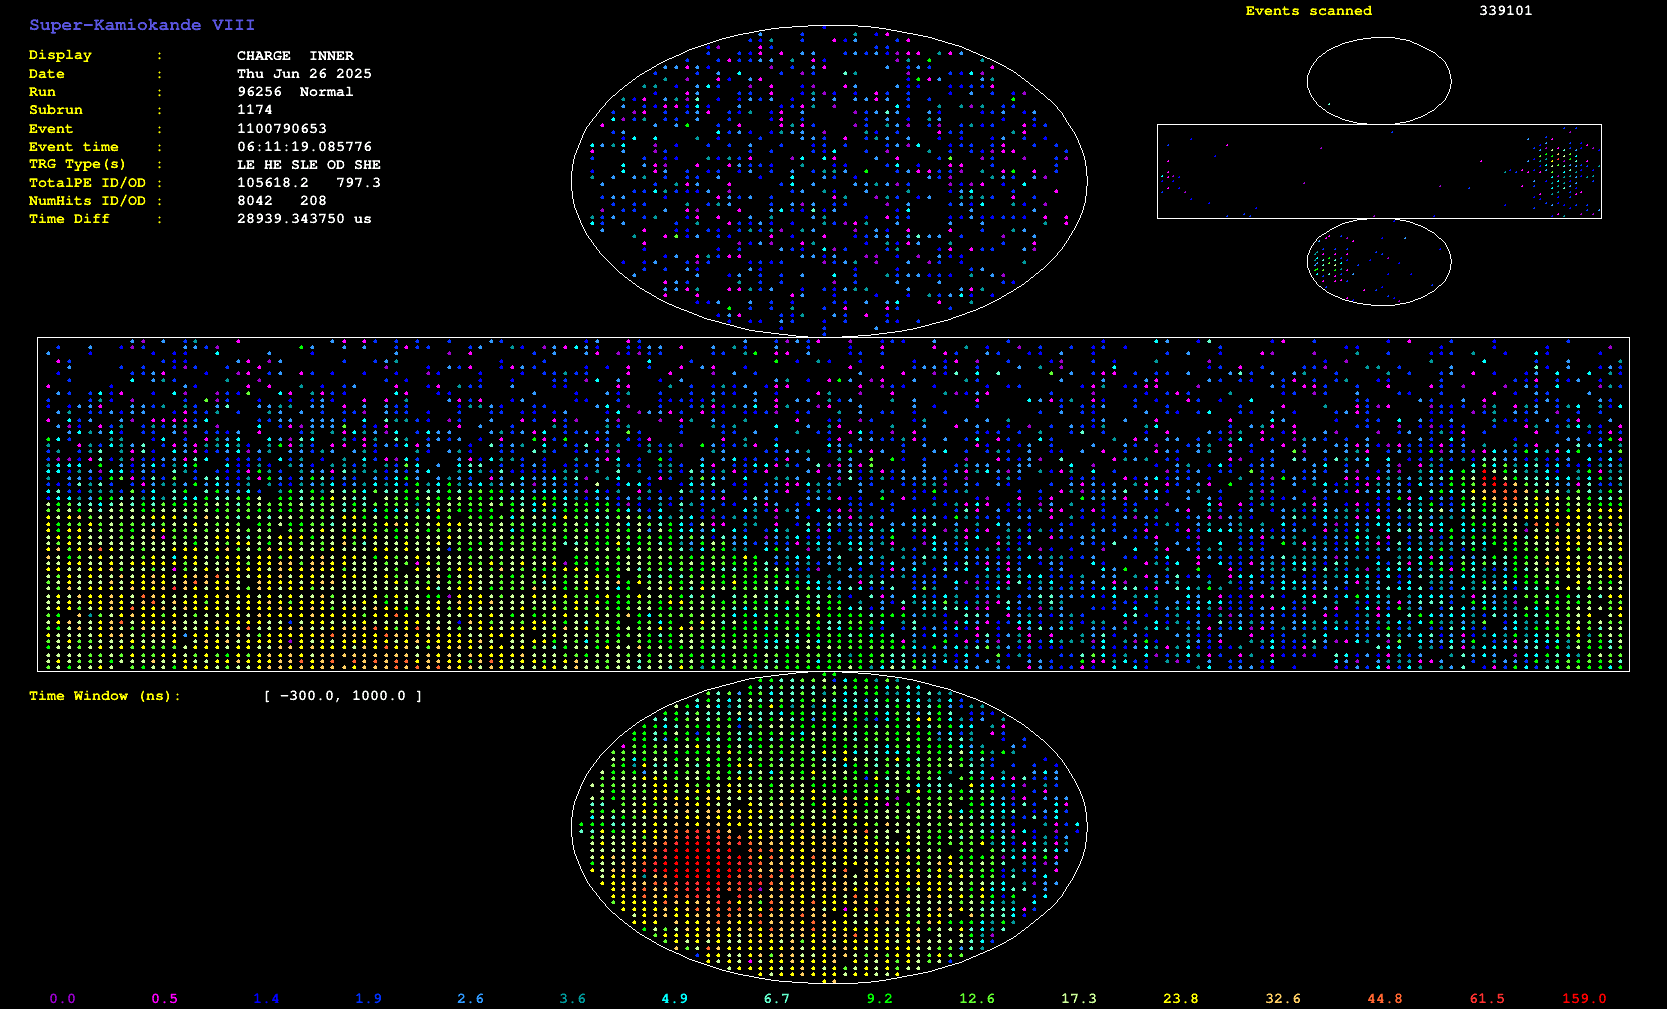 Super-Kamiokande VIII
Events scanned 339101
Display : CHARGE INNER
Date : Thu Jun 26 2025
Run : 96256 Normal
Subrun : 1174
Event : 1100790653
Event time : 06:11:19.085776
TRG Type(s) : LE HE SLE OD SHE
TotalPE ID/OD : 105618.2 797.3
NumHits ID/OD : 8042 208
Time Diff : 28939.343750 us
Time Window (ns): [ -300.0, 1000.0 ]
0.0 0.5 1.4 1.9 2.6 3.6 4.9 6.7 9.2 12.6 17.3 23.8 32.6 44.8 61.5 159.0